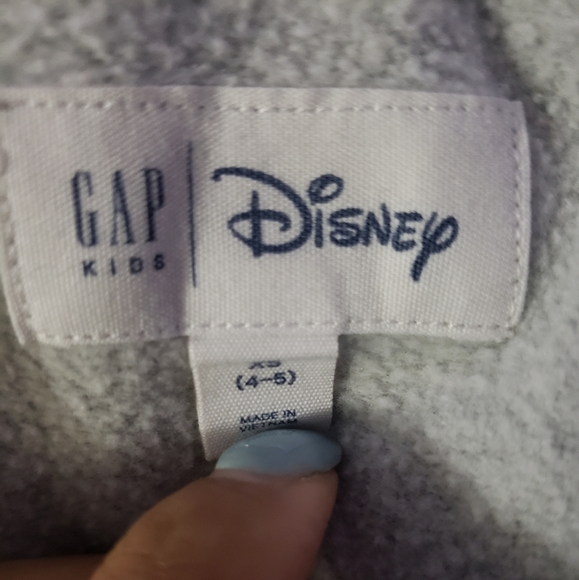 GAP
KIDS
Disney
XS
(4-5)
MADE IN
VIETNAM